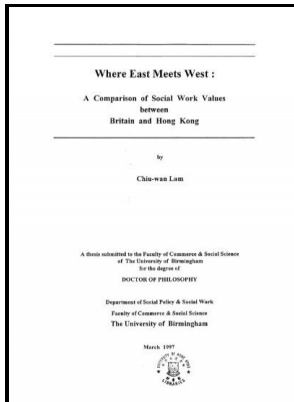 Where East Meets West :
A Comparison of Social Work Values
between
Britain and Hong Kong
by
Chiu-wan Lam
A thesis submitted to the Faculty of Commerce & Social Science
of The University of Birmingham
for the degree of
DOCTOR OF PHILOSOPHY
Department of Social Policy & Social Work
Faculty of Commerce & Social Science
The University of Birmingham
March 1997
LIBRARIES